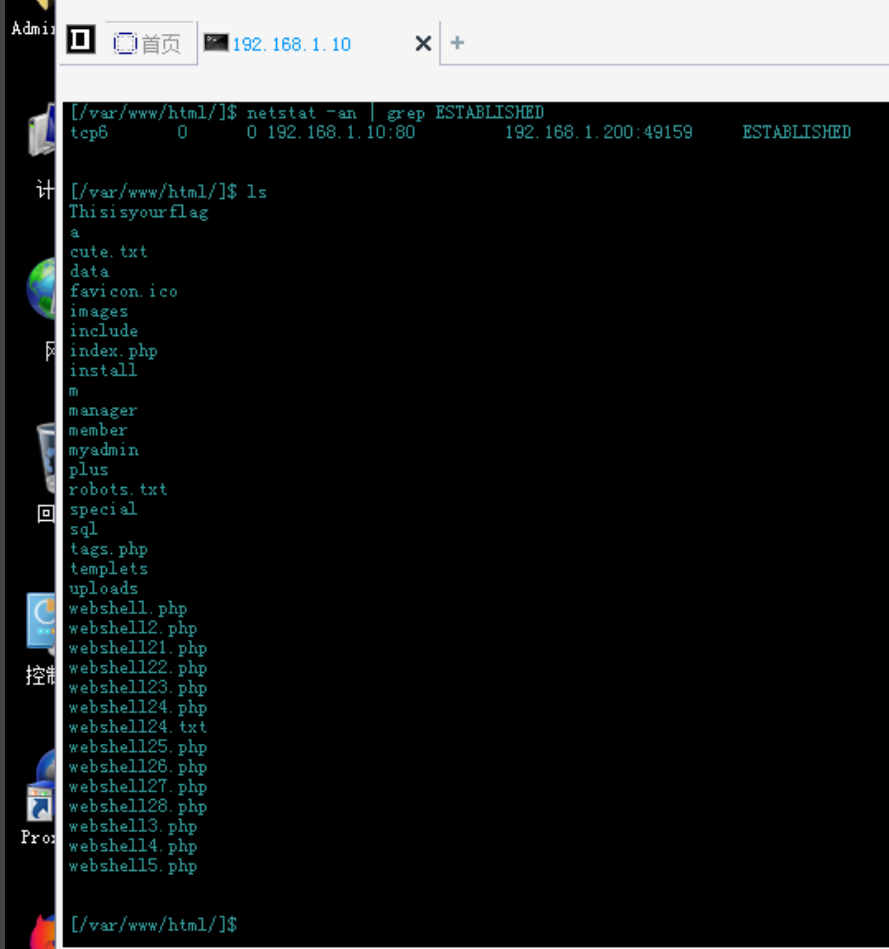 Admin
首页
192.168.1.10
[/var/www/html/]$ netstat -an | grep ESTABLISHED
tcp6 0 0 192.168.1.10:80 192.168.1.200:49159 ESTABLISHED
[/var/www/html/]$ ls
Thisisyourflag
a
cute.txt
data
favicon.ico
images
include
index.php
install
m
manager
member
myadmin
plus
robots.txt
special
sql
tags.php
templets
uploads
webshell.php
webshell2.php
webshell21.php
webshell22.php
webshell23.php
webshell24.php
webshell24.txt
webshell25.php
webshell26.php
webshell27.php
webshell28.php
webshell3.php
webshell4.php
webshell5.php
[/var/www/html/]$
计
回
控制
Pro